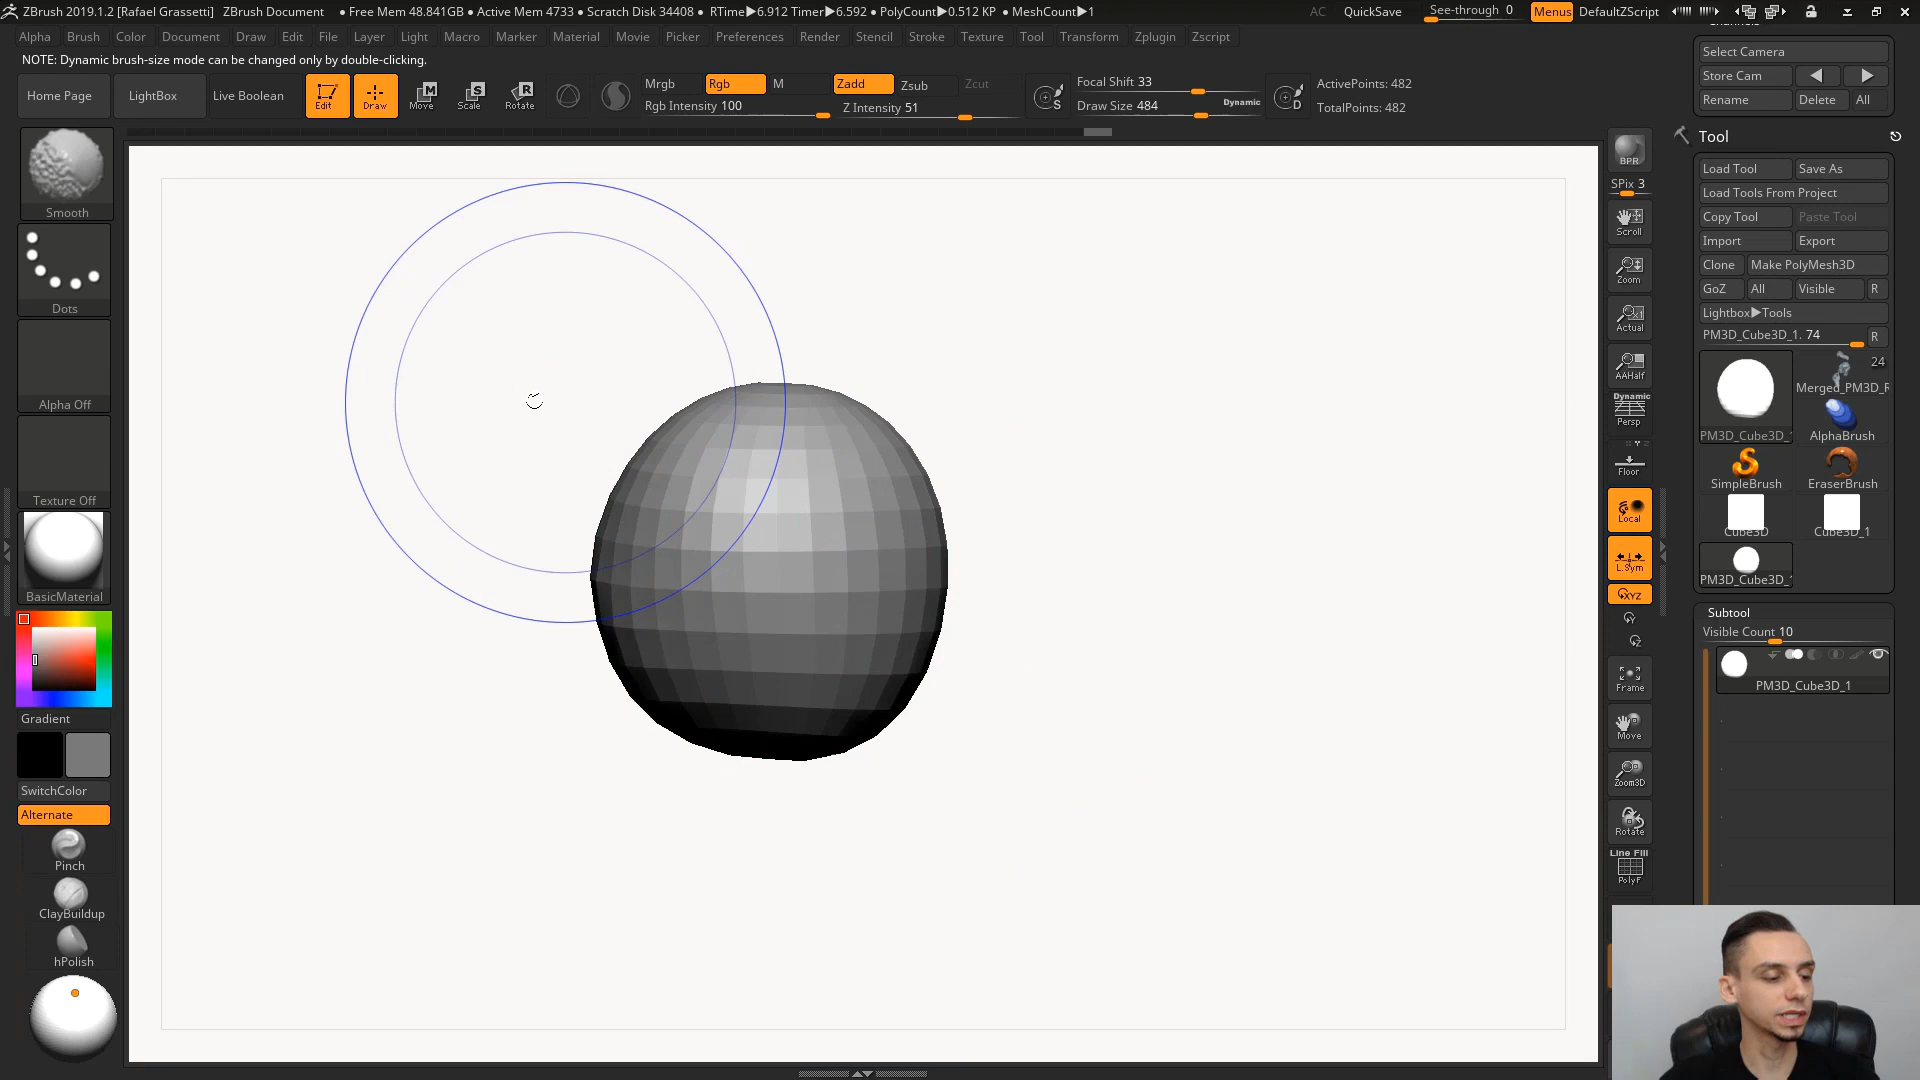 ZBrush 2019.1.2 [Rafael Grassetti] ZBrush Document ● Free Mem 48.841GB ● Active Mem 4733 ● Scratch Disk 34408 ● RTime▶6.912 Timer▶6.592 ● PolyCount▶0.512 KP ● MeshCount▶1 AC QuickSave See-through 0 Menus DefaultZScript
Alpha Brush Color Document Draw Edit File Layer Light Macro Marker Material Movie Picker Preferences Render Stencil Stroke Texture Tool Transform Zplugin Zscript
NOTE: Dynamic brush-size mode can be changed only by double-clicking.
Home Page LightBox Live Boolean Edit Draw Move Scale Rotate
Mrgb Rgb M Zadd Zsub Zcut
Rgb Intensity 100 Z Intensity 51
S Focal Shift 33
Draw Size 484 Dynamic D
ActivePoints: 482
TotalPoints: 482
Smooth
Dots
Alpha Off
Texture Off
BasicMaterial
Gradient
SwitchColor
Alternate
Pinch
ClayBuildup
hPolish
BPR
SPix 3
Scroll
Zoom
Actual
AAHalf
Dynamic
Persp
Floor
Local
L.Sym
XYZ
Frame
Move
Zoom3D
Rotate
Line Fill
PolyF
Select Camera
Store Cam
Rename Delete All
Tool
Load Tool Save As
Load Tools From Project
Copy Tool Paste Tool
Import Export
Clone Make PolyMesh3D
GoZ All Visible R
Lightbox▶Tools
PM3D_Cube3D_1. 74 R
24
Merged_PM3D_R
PM3D_Cube3D_1 AlphaBrush
SimpleBrush EraserBrush
Cube3D Cube3D_1
PM3D_Cube3D_1
Subtool
Visible Count 10
PM3D_Cube3D_1